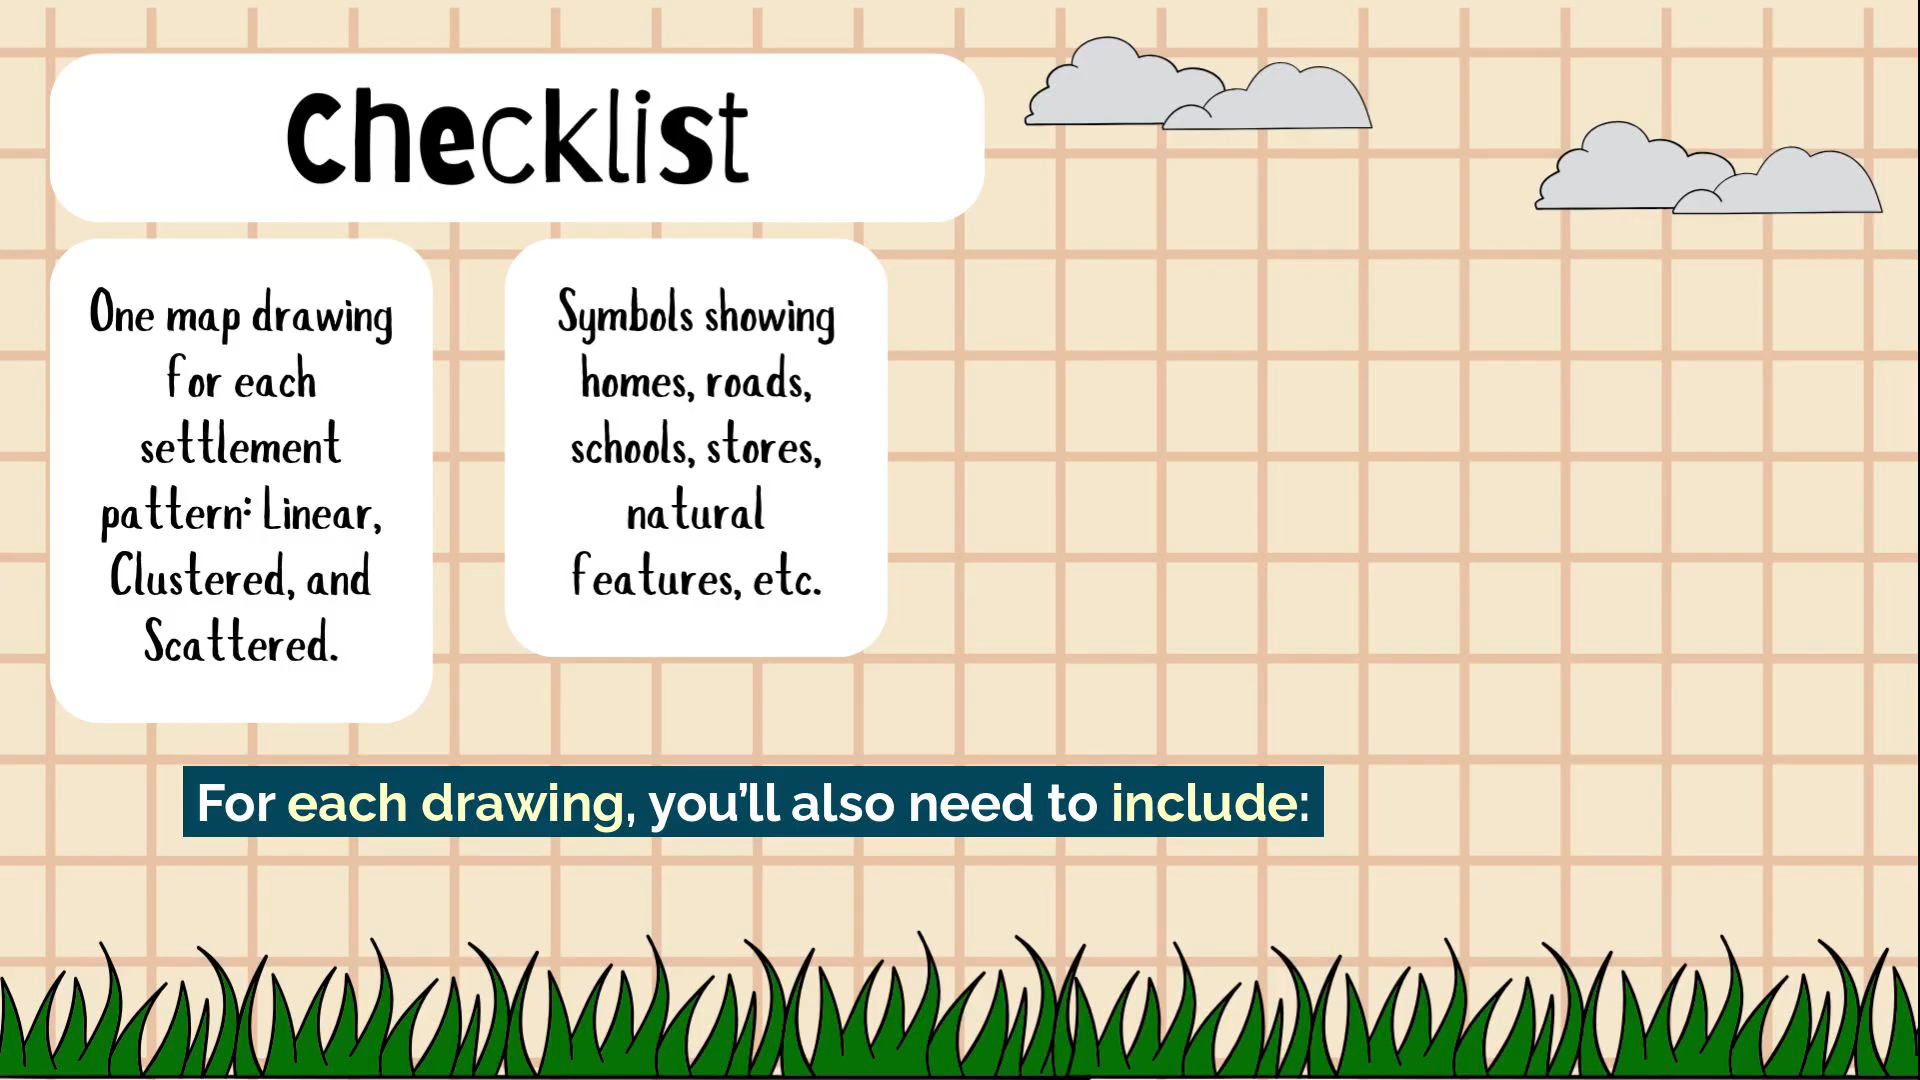 Checklist
One map drawing
for each
settlement
pattern: Linear,
Clustered, and
Scattered.
Symbols showing
homes, roads,
schools, stores,
natural
features, etc.
For each drawing, you’ll also need to include: